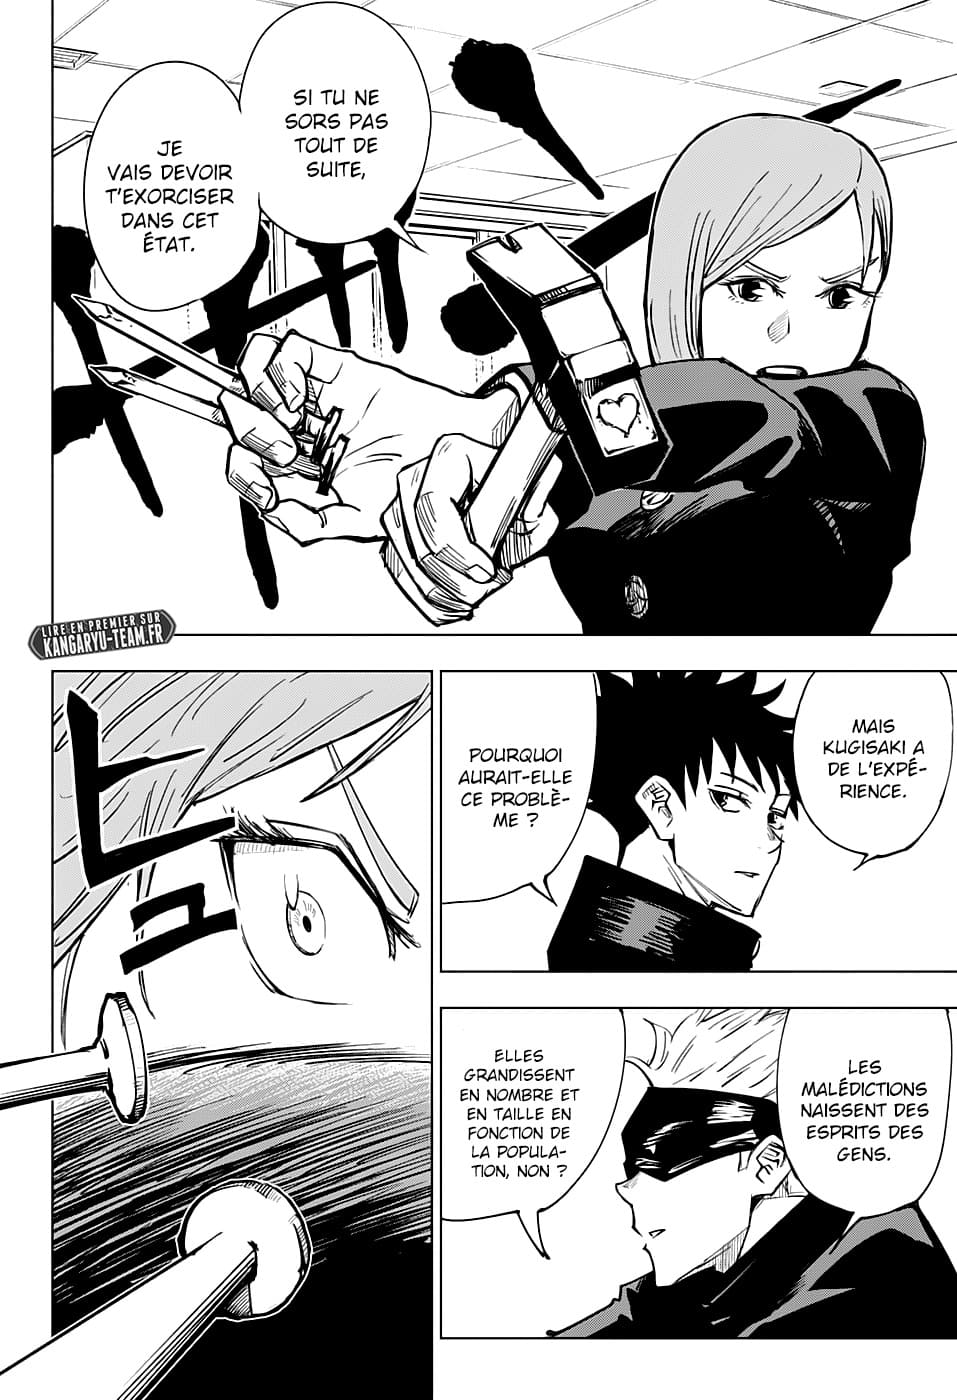 SI TU NE
SORS PAS
TOUT DE
SUITE,
JE
VAIS DEVOIR
T'EXORCISER
DANS CET
ÉTAT.
LIRE EN PREMIER SUR
KANGARYU-TEAM.FR
MAIS
KUGISAKI A
DE L'EXPÉ-
RIENCE.
POURQUOI
AURAIT-ELLE
CE PROBLÈ-
ME ?
ヒュ
LES
MALÉDICTIONS
NAISSENT DES
ESPRITS DES
GENS.
ELLES
GRANDISSENT
EN NOMBRE ET
EN TAILLE EN
FONCTION DE
LA POPULA-
TION, NON ?